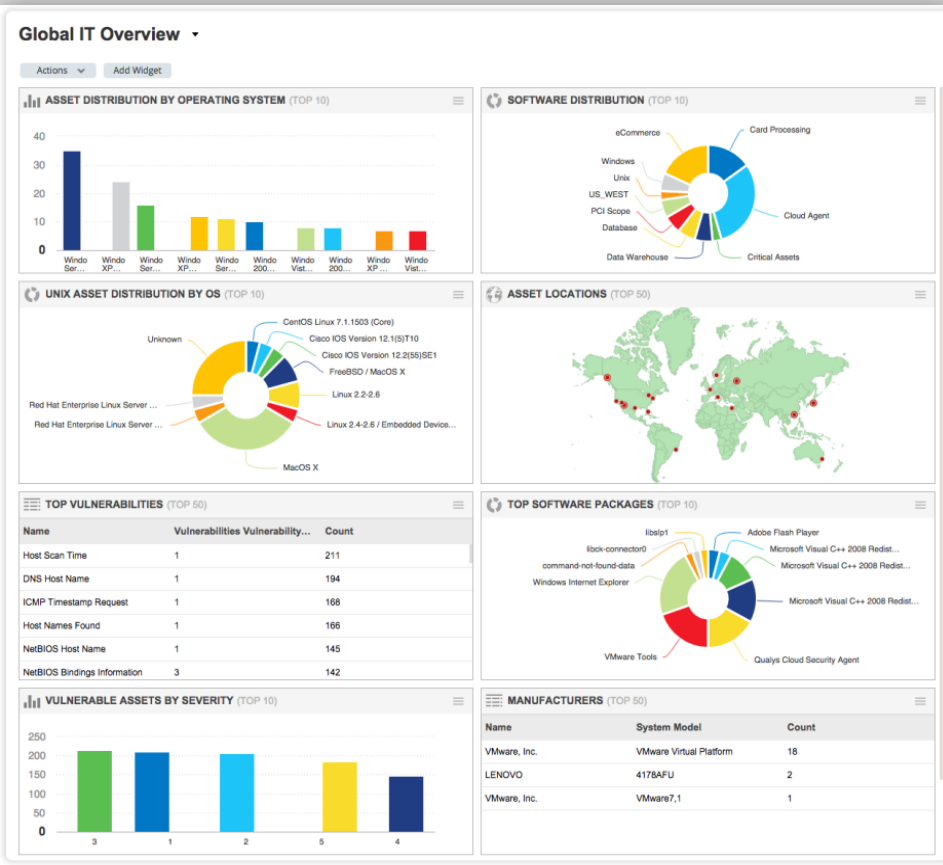 Global IT Overview
Actions
Add Widget
ASSET DISTRIBUTION BY OPERATING SYSTEM (TOP 10)
40
30
20
10
0
Windo Ser...
Windo XP...
Windo Ser...
Windo XP...
Windo Ser...
Windo 200...
Windo Vist...
Windo 200...
Windo XP ...
Windo Vist...
SOFTWARE DISTRIBUTION (TOP 10)
eCommerce
Card Processing
Windows
Unix
US_WEST
PCI Scope
Database
Cloud Agent
Data Warehouse
Critical Assets
UNIX ASSET DISTRIBUTION BY OS (TOP 10)
CentOS Linux 7.1.1503 (Core)
Unknown
Cisco IOS Version 12.1(5)T10
Cisco IOS Version 12.2(55)SE1
FreeBSD / MacOS X
Linux 2.2-2.6
Red Hat Enterprise Linux Server ...
Red Hat Enterprise Linux Server ...
Linux 2.4-2.6 / Embedded Device...
MacOS X
ASSET LOCATIONS (TOP 50)
TOP VULNERABILITIES (TOP 50)
Name Vulnerabilities Vulnerability... Count
Host Scan Time 1 211
DNS Host Name 1 194
ICMP Timestamp Request 1 168
Host Names Found 1 166
NetBIOS Host Name 1 145
NetBIOS Bindings Information 3 142
TOP SOFTWARE PACKAGES (TOP 10)
libslp1
Adobe Flash Player
libck-connector0
Microsoft Visual C++ 2008 Redist...
command-not-found-data
Microsoft Visual C++ 2008 Redist...
Windows Internet Explorer
Microsoft Visual C++ 2008 Redist...
VMware Tools
Qualys Cloud Security Agent
VULNERABLE ASSETS BY SEVERITY (TOP 10)
250
200
150
100
50
0
3 1 2 5 4
MANUFACTURERS (TOP 50)
Name System Model Count
VMware, Inc. VMware Virtual Platform 18
LENOVO 4178AFU 2
VMware, Inc. VMware7,1 1